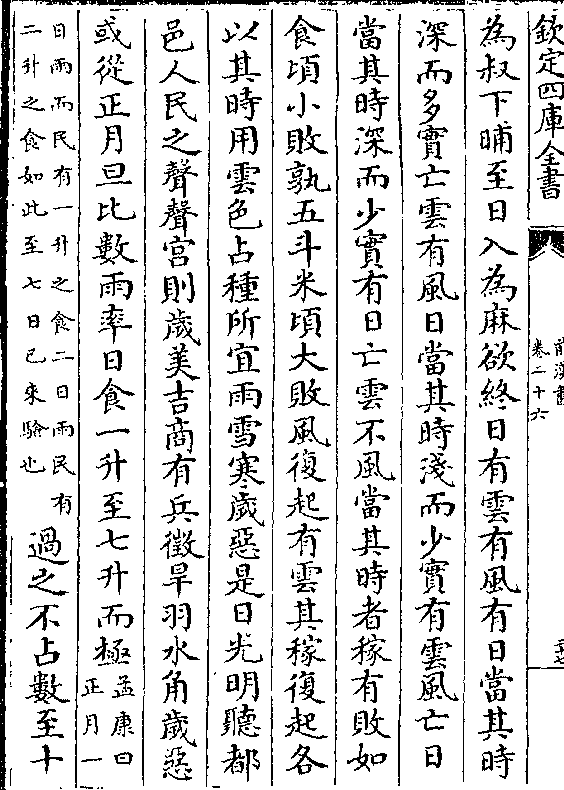 欽定四庫全書
前漢書
卷二十六
為叔下晡至日入為麻欲終日有雲有風有日當其時
深而多實亡雲有風日當其時淺而少實有雲風亡日
當其時深而少實有日亡雲不風當其時者稼有敗如
食頃小敗孰五斗米頃大敗風復起有雲其稼復起各
以其時用雲色占種所宜雨雪寒歲惡是日光明聽都
邑人民之聲聲宫則歲美吉商有兵徵旱羽水角歲惡
或從正月旦比數雨率日食一升至七升而極孟康曰正月一
日雨而民有一升之食二日雨民有二升之食如此至七日已來驗也過之不占數至十